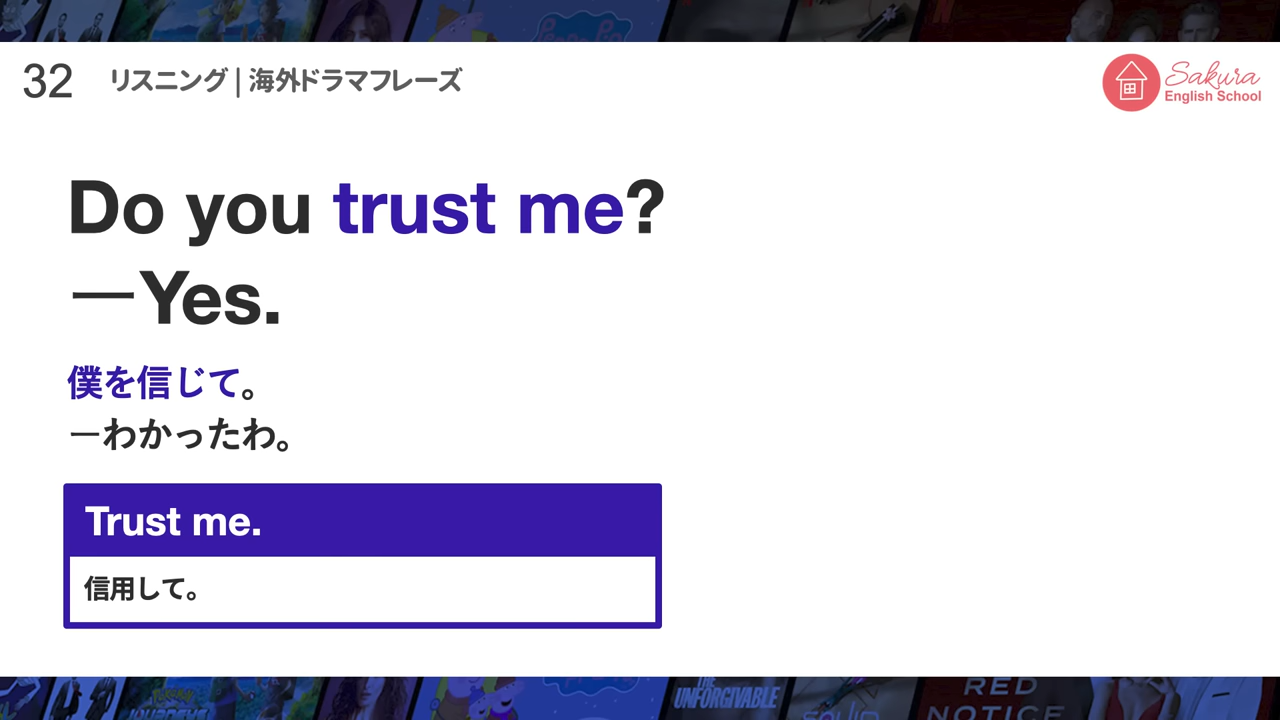 32 リスニング | 海外ドラマフレーズ
Sakura
English School
Do you trust me?
—Yes.
僕を信じて。
—わかったわ。
Trust me.
信用して。
THE
UNFORGIVABLE
RED
NOTICE